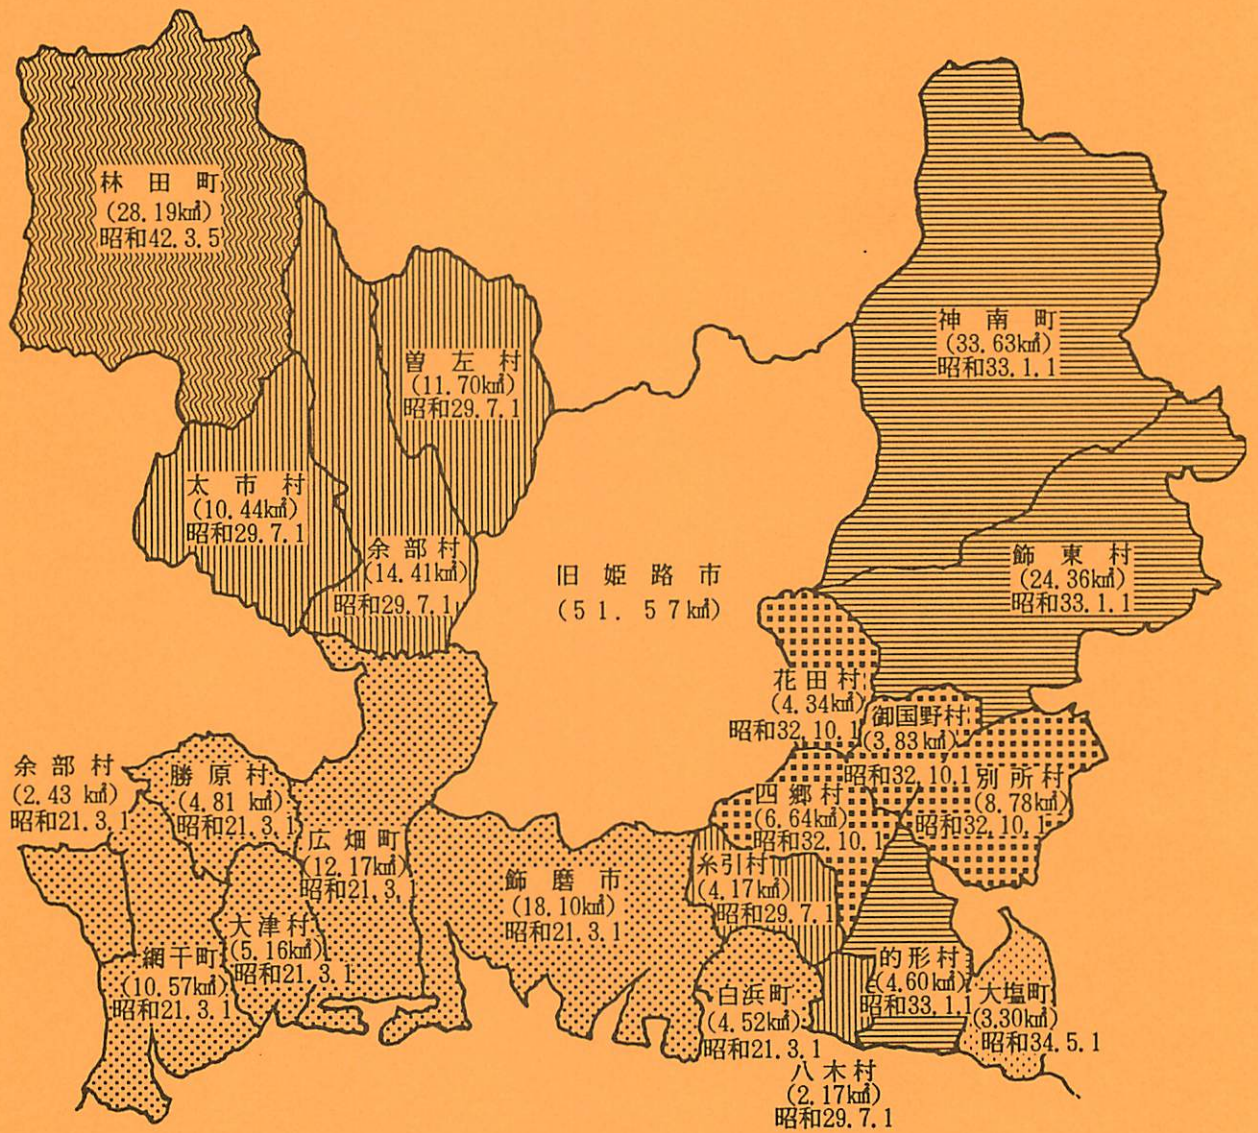 林田町
(28.19k㎡)
昭和42.3.5
神南町
(33.63k㎡)
昭和33.1.1
曽左村
(11.70k㎡)
昭和29.7.1
太市村
(10.44k㎡)
昭和29.7.1
余部村
(14.41k㎡)
昭和29.7.1
旧姫路市
(51.57k㎡)
飾東村
(24.36k㎡)
昭和33.1.1
花田村
(4.34k㎡)
昭和32.10.1
御国野村
(3.83k㎡)
昭和32.10.1
別所村
(8.78k㎡)
昭和32.10.1
四郷村
(6.64k㎡)
昭和32.10.1
余部村
(2.43k㎡)
昭和21.3.1
勝原村
(4.81k㎡)
昭和21.3.1
広畑町
(12.17k㎡)
昭和21.3.1
飾磨市
(18.10k㎡)
昭和21.3.1
糸引村
(4.17k㎡)
昭和29.7.1
大津村
(5.16k㎡)
昭和21.3.1
網干町
(10.57k㎡)
昭和21.3.1
白浜町
(4.52k㎡)
昭和21.3.1
的形村
(4.60k㎡)
昭和33.1.1
大塩町
(3.30k㎡)
昭和34.5.1
八木村
(2.17k㎡)
昭和29.7.1